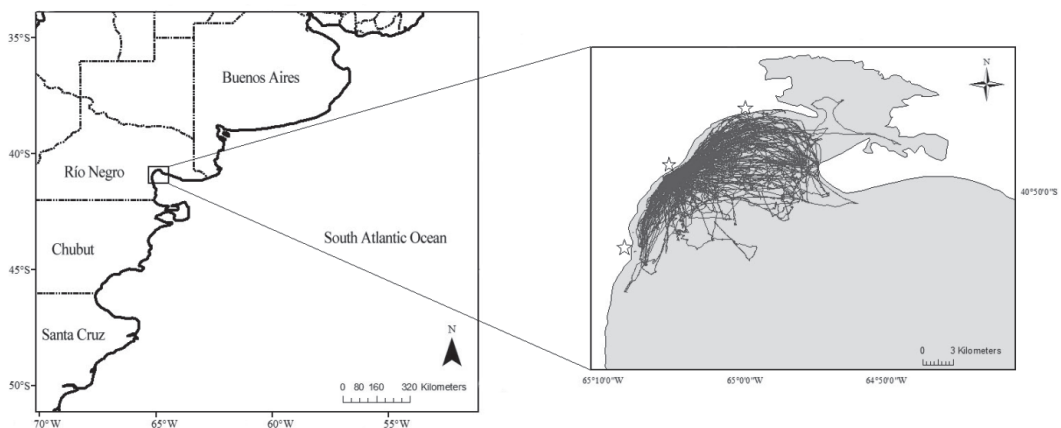 35°S
40°S
45°S
50°S
70°W
65°W
60°W
55°W
Buenos Aires
Río Negro
Chubut
Santa Cruz
South Atlantic Ocean
N
0 80 160 320 Kilometers
N
40°50'0"S
0 3 Kilometers
65°10'0"W
65°0'0"W
64°50'0"W